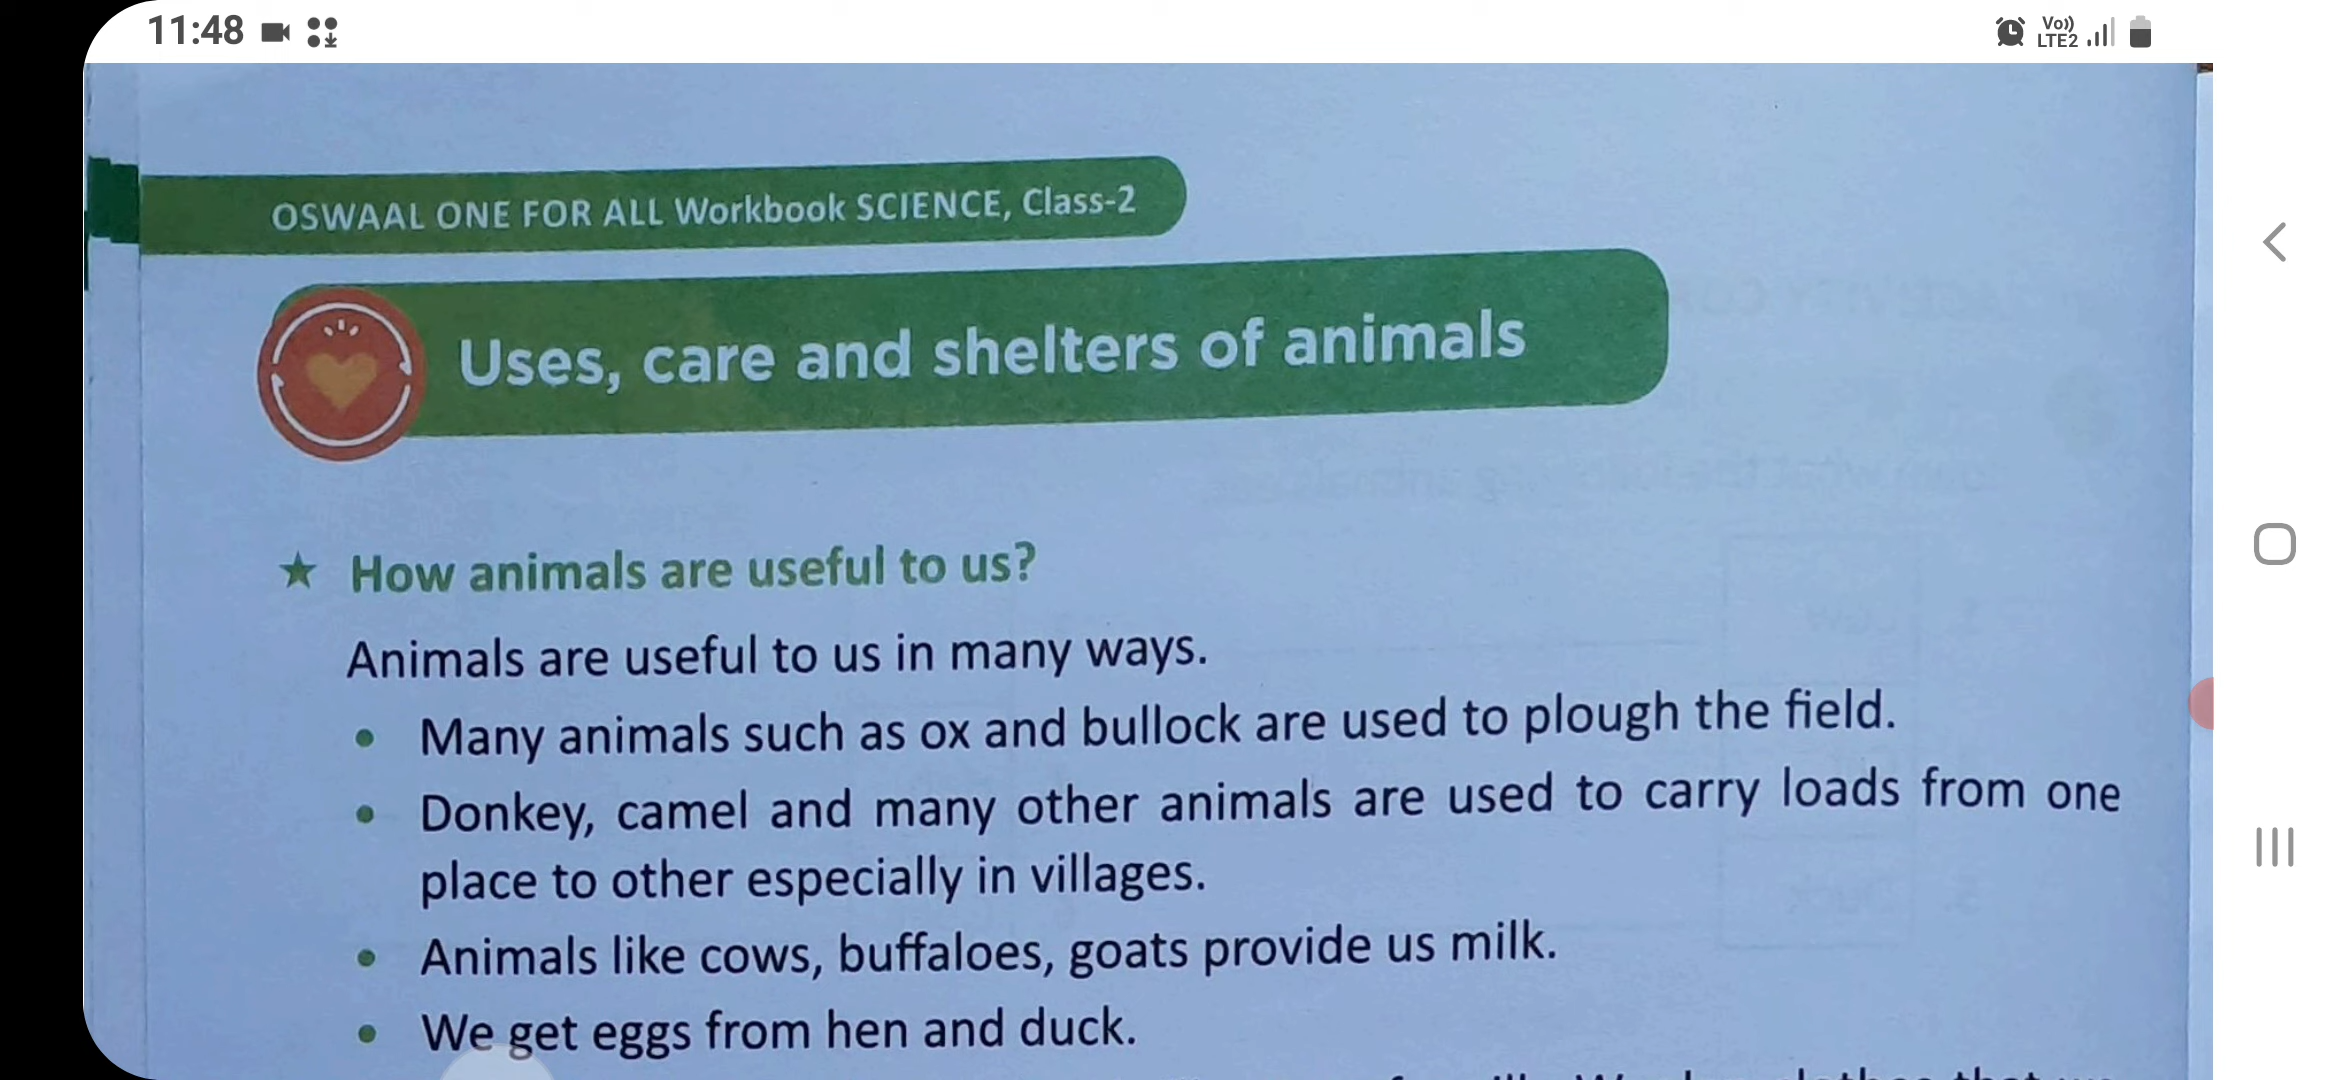 11:48
Vo)) LTE2
OSWAAL ONE FOR ALL Workbook SCIENCE, Class-2
Uses, care and shelters of animals
★ How animals are useful to us?
Animals are useful to us in many ways.
• Many animals such as ox and bullock are used to plough the field.
• Donkey, camel and many other animals are used to carry loads from one
place to other especially in villages.
• Animals like cows, buffaloes, goats provide us milk.
• We get eggs from hen and duck.